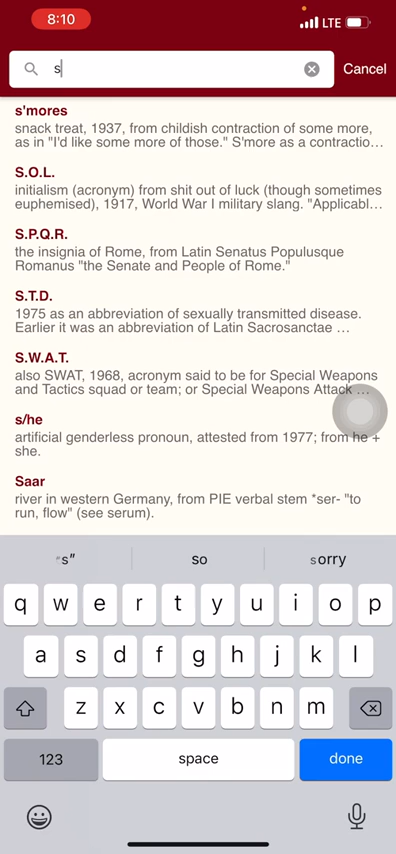 8:10
LTE
s
Cancel
s'mores
snack treat, 1937, from childish contraction of some more,
as in "I'd like some more of those." S'more as a contractio...
S.O.L.
initialism (acronym) from shit out of luck (though sometimes
euphemised), 1917, World War I military slang. "Applicabl...
S.P.Q.R.
the insignia of Rome, from Latin Senatus Populusque
Romanus "the Senate and People of Rome."
S.T.D.
1975 as an abbreviation of sexually transmitted disease.
Earlier it was an abbreviation of Latin Sacrosanctae ...
S.W.A.T.
also SWAT, 1968, acronym said to be for Special Weapons
and Tactics squad or team; or Special Weapons Attack ...
s/he
artificial genderless pronoun, attested from 1977; from he +
she.
Saar
river in western Germany, from PIE verbal stem *ser- "to
run, flow" (see serum).
"s" so sorry
q w e r t y u i o p
a s d f g h j k l
z x c v b n m
123 space done